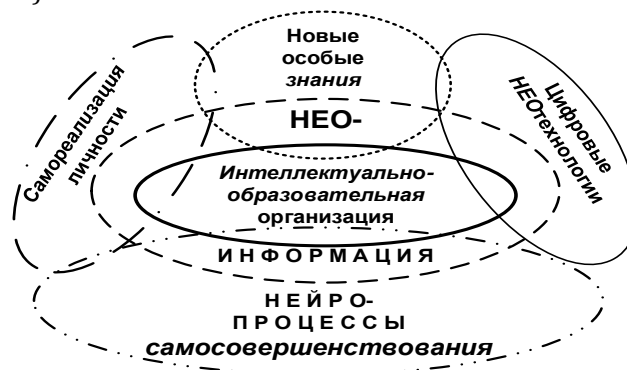 Новые
особые
знания
Самореализация
личности
Цифровые
НЕОтехнологии
НЕО-
Интеллектуально-
образовательная
организация
ИНФОРМАЦИЯ
НЕЙРО-
ПРОЦЕССЫ
самосовершенствования